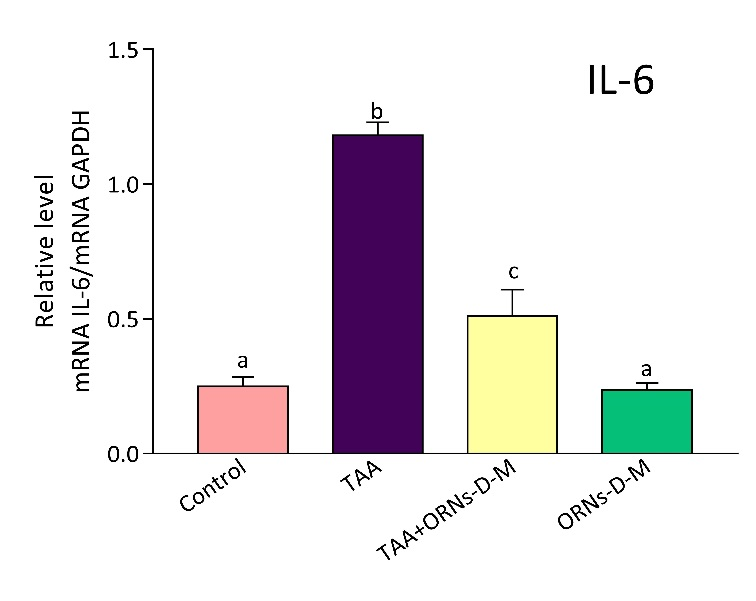 IL-6
Relative level
mRNA IL-6/mRNA GAPDH
1.5
1.0
0.5
0.0
a
b
c
a
Control
TAA
TAA+ORNs-D-M
ORNs-D-M